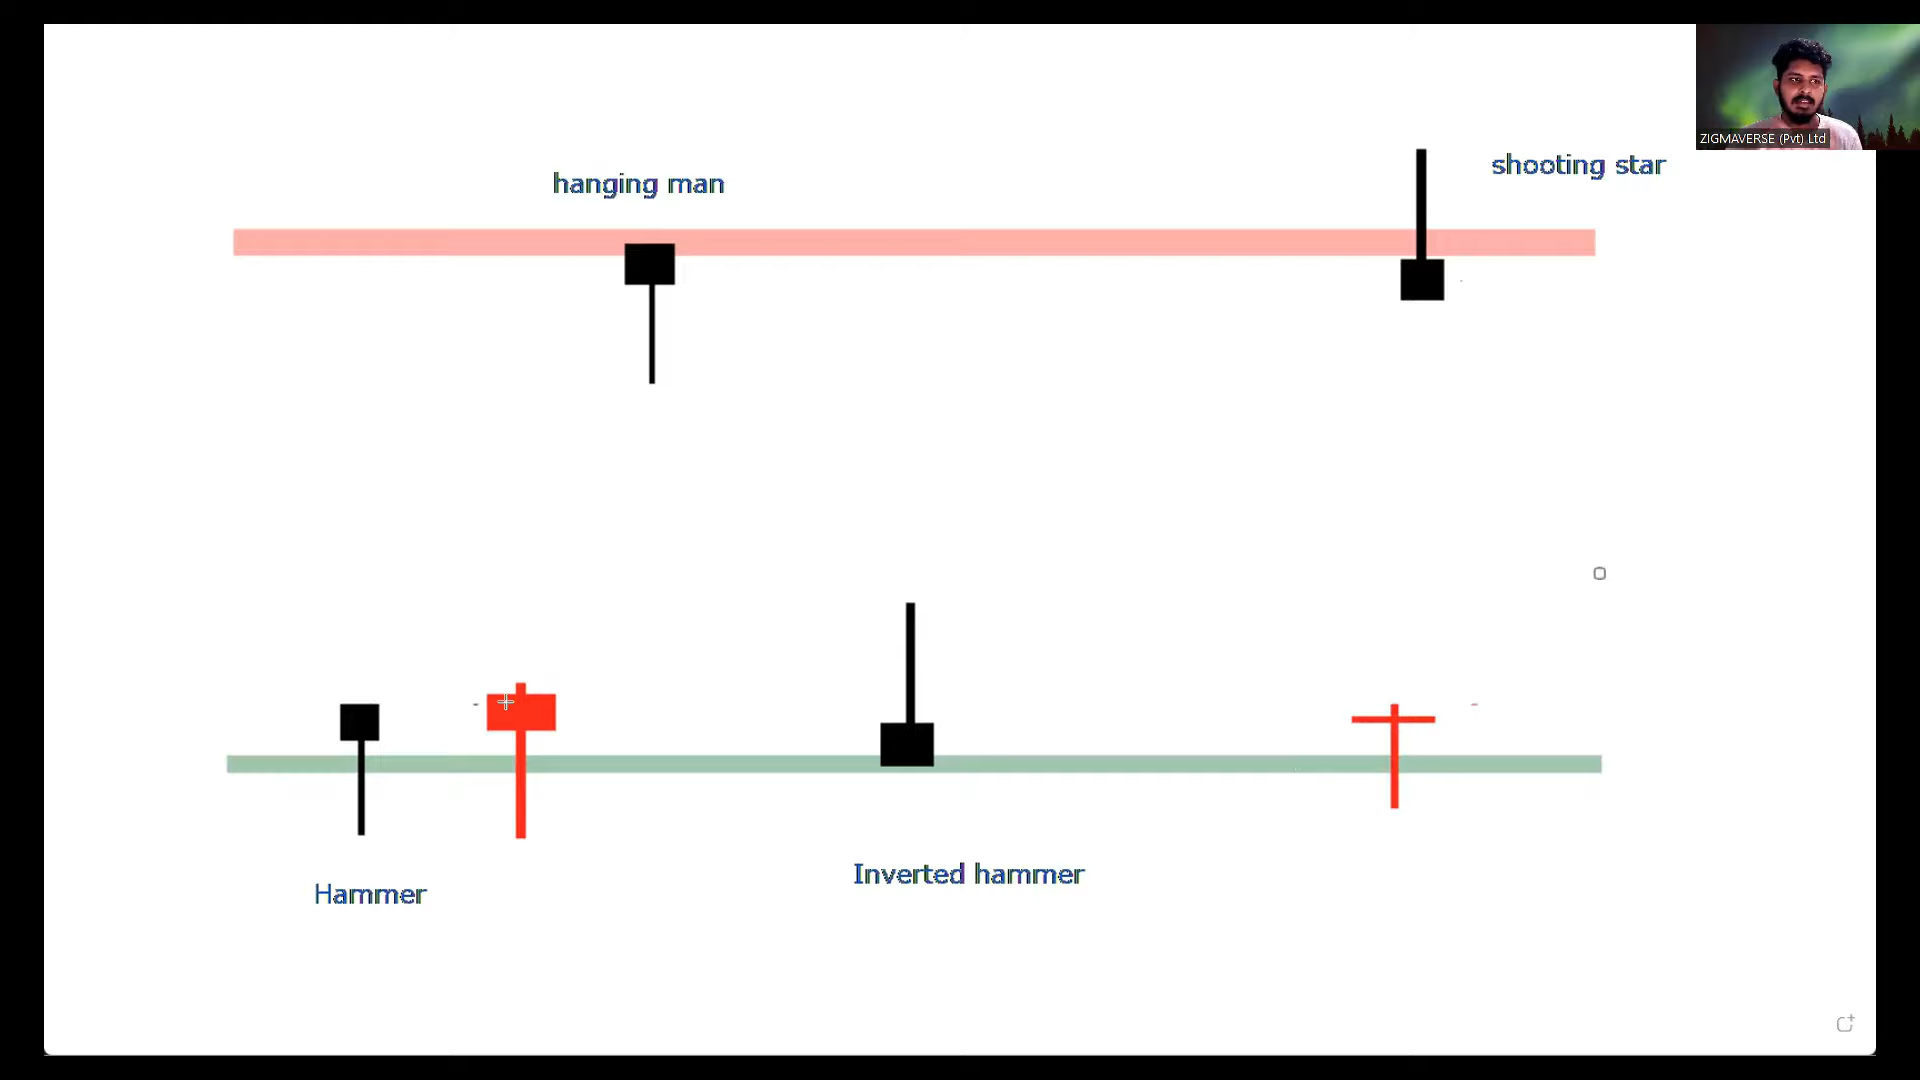 ZIGMAVERSE (Pvt) Ltd
shooting star
hanging man
Inverted hammer
Hammer